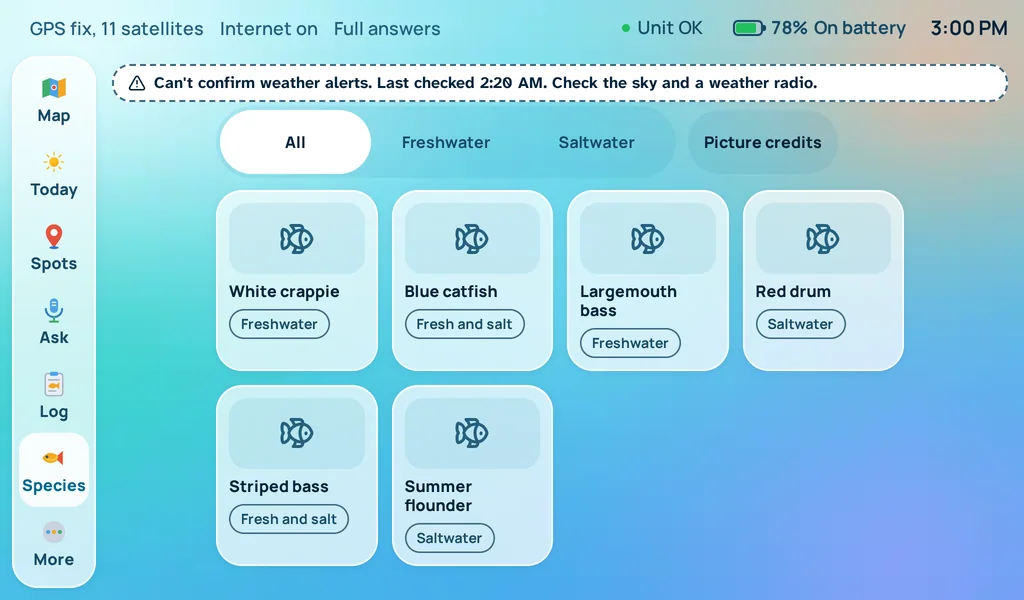 GPS fix, 11 satellites Internet on Full answers
Unit OK 78% On battery 3:00 PM
Can't confirm weather alerts. Last checked 2:20 AM. Check the sky and a weather radio.
Map
Today
Spots
Ask
Log
Species
More
All Freshwater Saltwater Picture credits
White crappie
Freshwater
Blue catfish
Fresh and salt
Largemouth
bass
Freshwater
Red drum
Saltwater
Striped bass
Fresh and salt
Summer
flounder
Saltwater